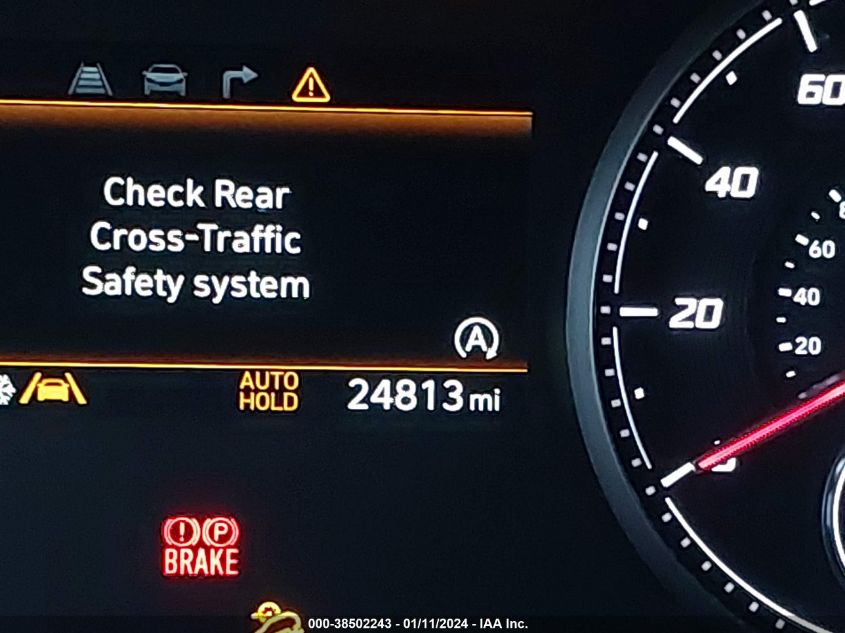 Check Rear
Cross-Traffic
Safety system
A
AUTO
HOLD
24813 mi
! P
BRAKE
60
40
20
60
40
20
000-38502243 - 01/11/2024 - IAA Inc.